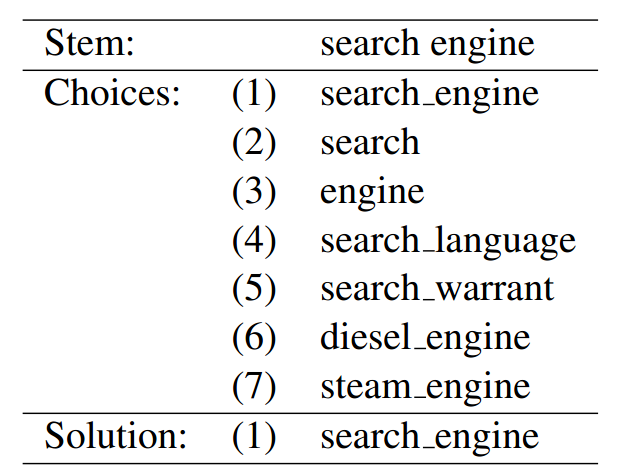 Stem: search engine
Choices: (1) search_engine
(2) search
(3) engine
(4) search_language
(5) search_warrant
(6) diesel_engine
(7) steam_engine
Solution: (1) search_engine